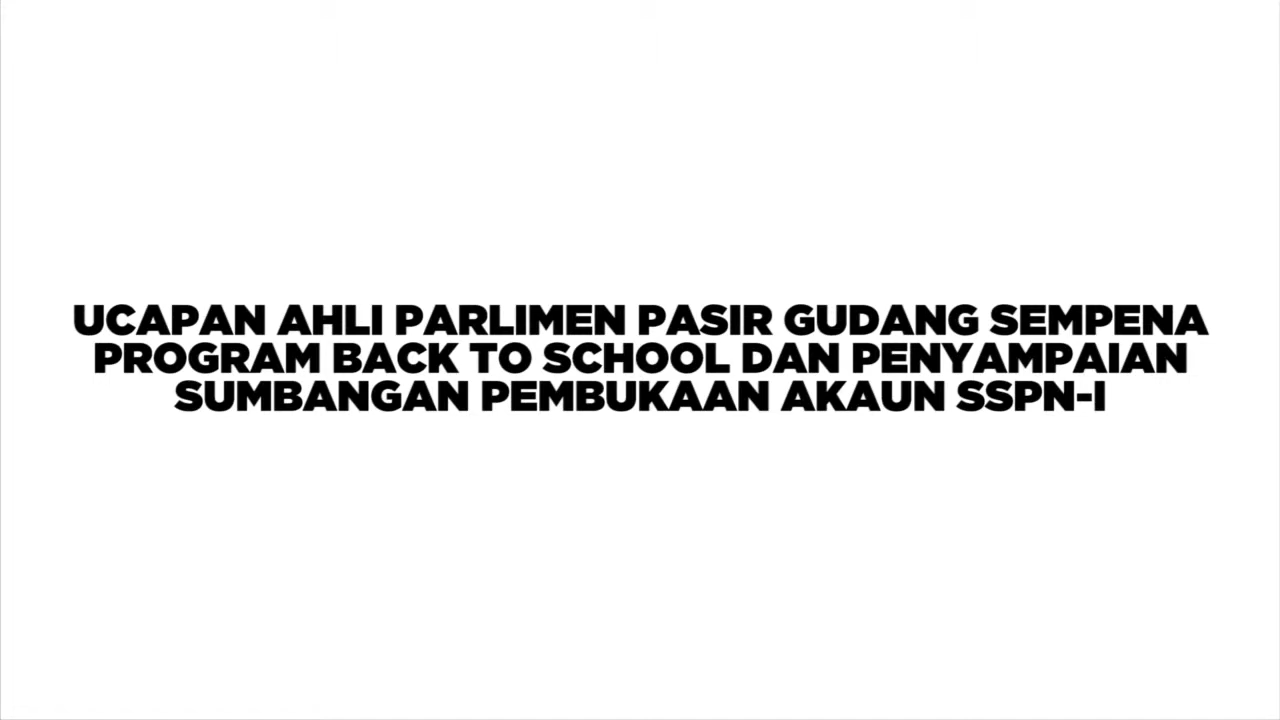 UCAPAN AHLI PARLIMEN PASIR GUDANG SEMPENA
PROGRAM BACK TO SCHOOL DAN PENYAMPAIAN
SUMBANGAN PEMBUKAAN AKAUN SSPN-I